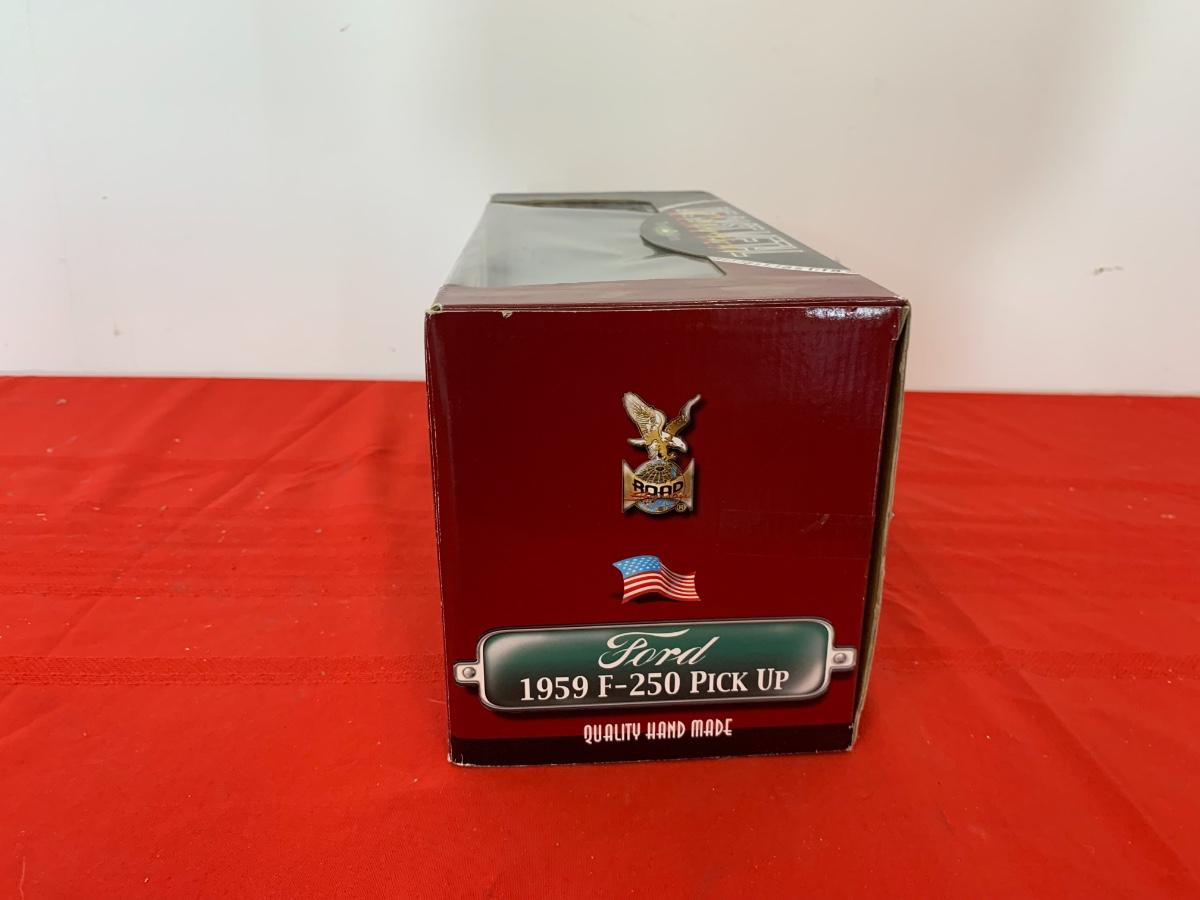 ROAD
®
Ford
1959 F-250 PICK UP
QUALITY HAND MADE